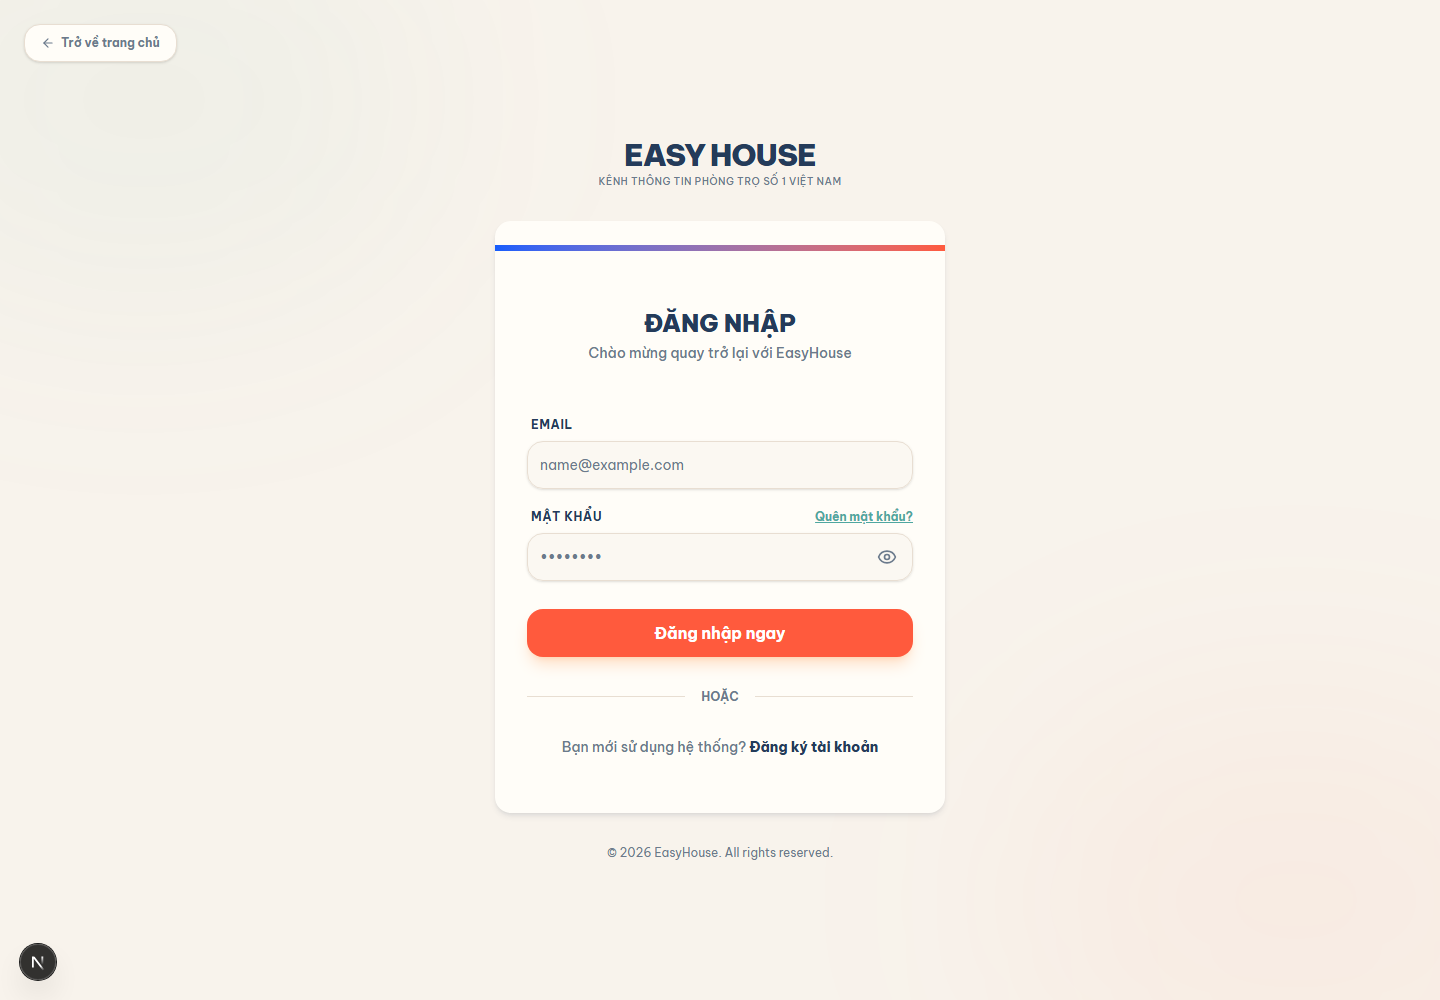 Trở về trang chủ
EASY HOUSE
KÊNH THÔNG TIN PHÒNG TRỌ SỐ 1 VIỆT NAM
ĐĂNG NHẬP
Chào mừng quay trở lại với EasyHouse
EMAIL
name@example.com
MẬT KHẨU
Quên mật khẩu?
••••••••
Đăng nhập ngay
HOẶC
Bạn mới sử dụng hệ thống? Đăng ký tài khoản
© 2026 EasyHouse. All rights reserved.
N